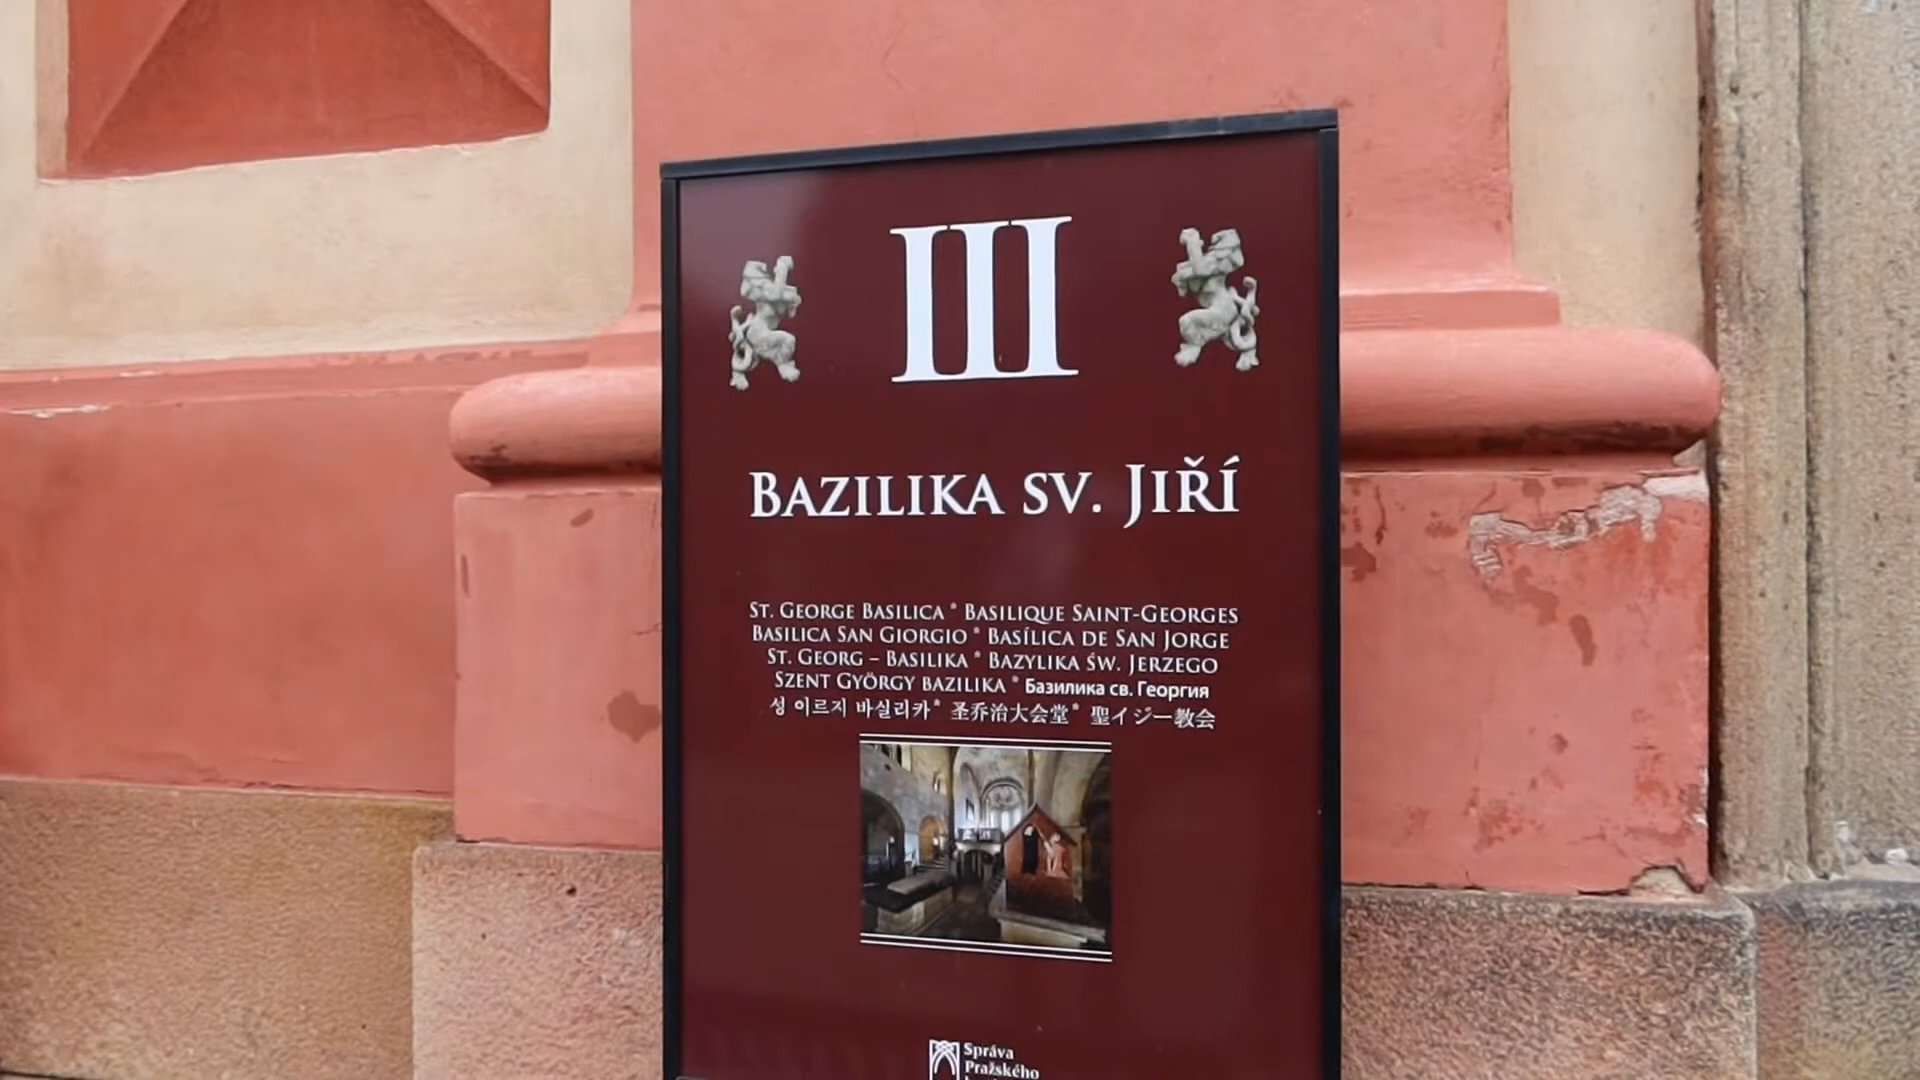 III
BAZILIKA SV. JIŘÍ
ST. GEORGE BASILICA * BASILIQUE SAINT-GEORGES
BASILICA SAN GIORGIO * BASÍLICA DE SAN JORGE
ST. GEORG – BASILIKA * BAZYLIKA ŚW. JERZEGO
SZENT GYÖRGY BAZILIKA * Базилика св. Георгия
성 이르지 바실리카* 圣乔治大会堂* 聖イジー教会
Správa
Pražského